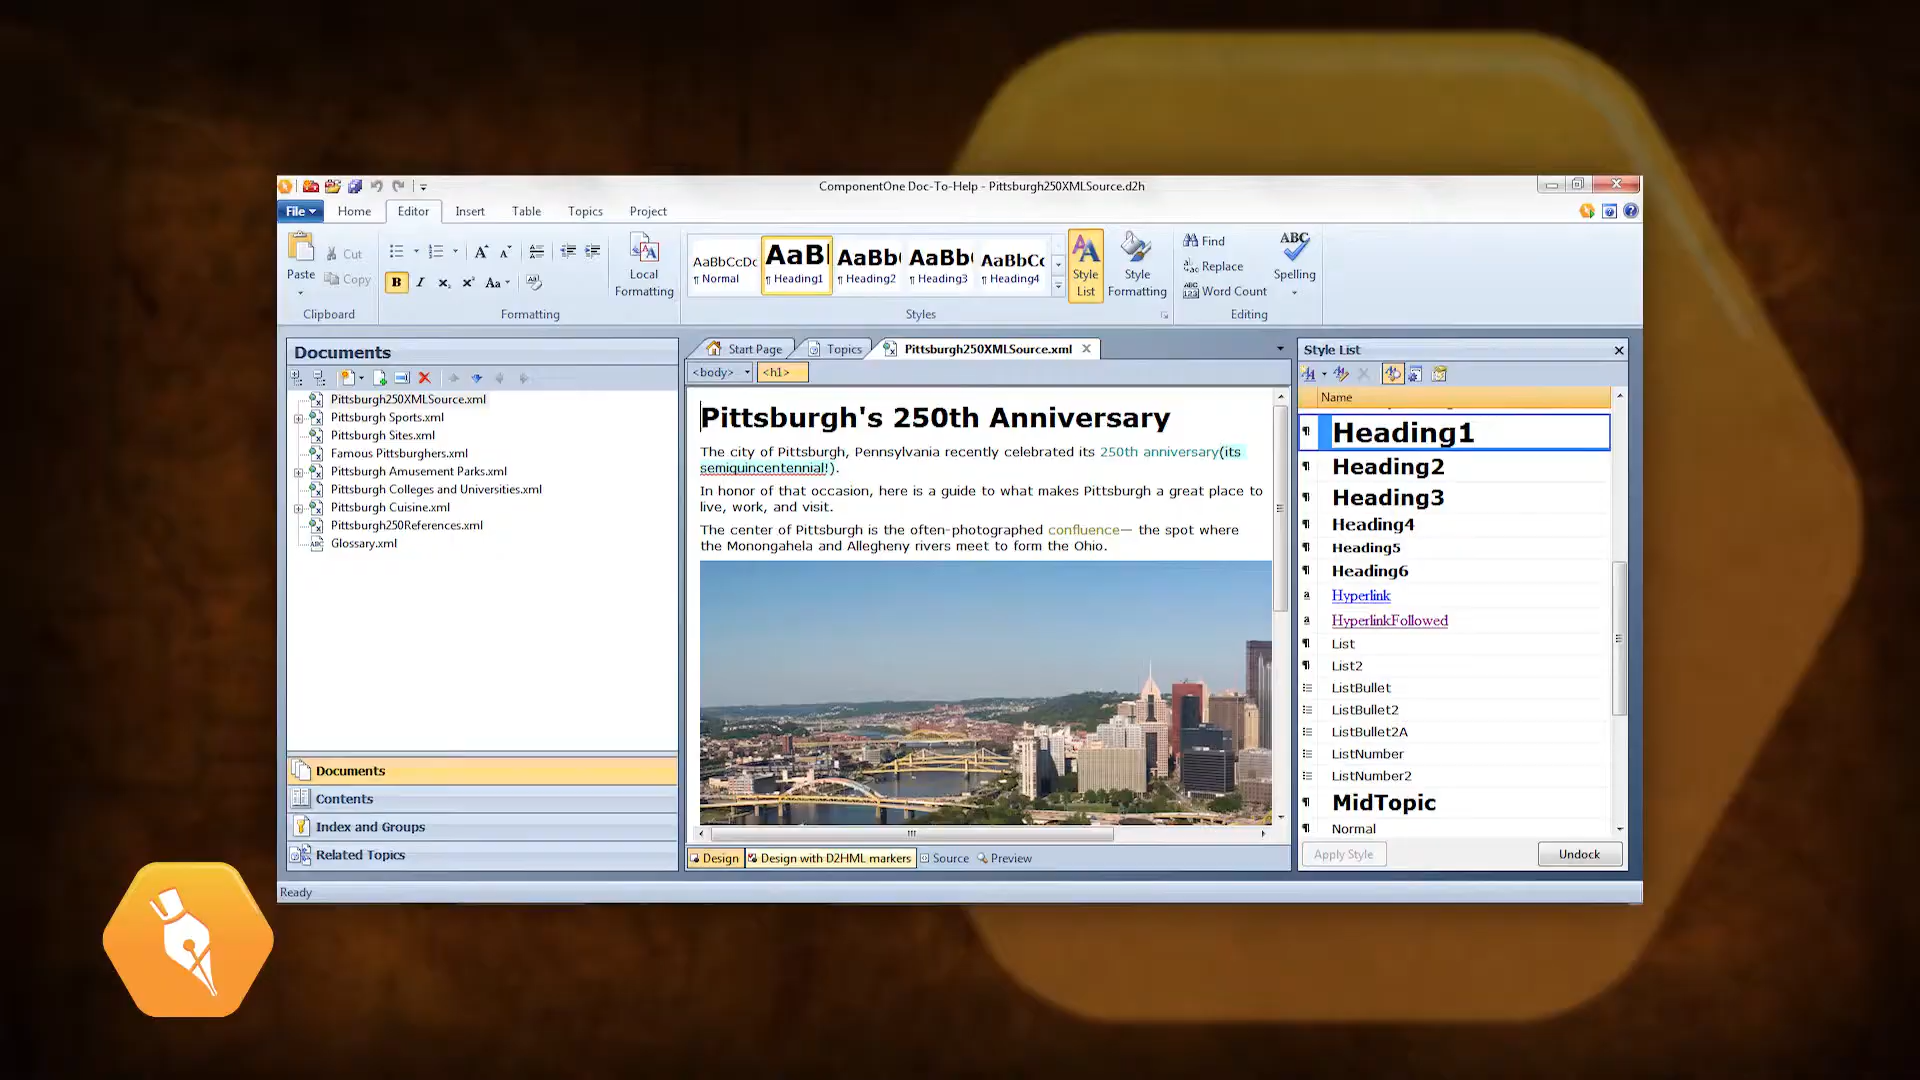 ComponentOne Doc-To-Help - Pittsburgh250XMLSource.d2h
File Home Editor Insert Table Topics Project
Paste
Cut
Copy
Clipboard
Local
Formatting
Formatting
AaBbCcDc AaB AaBb AaBb AaBbCc
Normal Heading1 Heading2 Heading3 Heading4
Style
List
Style
Formatting
Styles
Find
Replace
Word Count
ABC
Spelling
Editing
Documents
Pittsburgh250XMLSource.xml
Pittsburgh Sports.xml
Pittsburgh Sites.xml
Famous Pittsburghers.xml
Pittsburgh Amusement Parks.xml
Pittsburgh Colleges and Universities.xml
Pittsburgh Cuisine.xml
Pittsburgh250References.xml
Glossary.xml
Documents
Contents
Index and Groups
Related Topics
Ready
Start Page Topics Pittsburgh250XMLSource.xml
<body> <h1>
Pittsburgh's 250th Anniversary
The city of Pittsburgh, Pennsylvania recently celebrated its 250th anniversary(its
semiquincentennial!).
In honor of that occasion, here is a guide to what makes Pittsburgh a great place to
live, work, and visit.
The center of Pittsburgh is the often-photographed confluence— the spot where
the Monongahela and Allegheny rivers meet to form the Ohio.
Design Design with D2HML markers Source Preview
Style List
Name
Heading1
Heading2
Heading3
Heading4
Heading5
Heading6
Hyperlink
HyperlinkFollowed
List
List2
ListBullet
ListBullet2
ListBullet2A
ListNumber
ListNumber2
MidTopic
Normal
Apply Style Undock